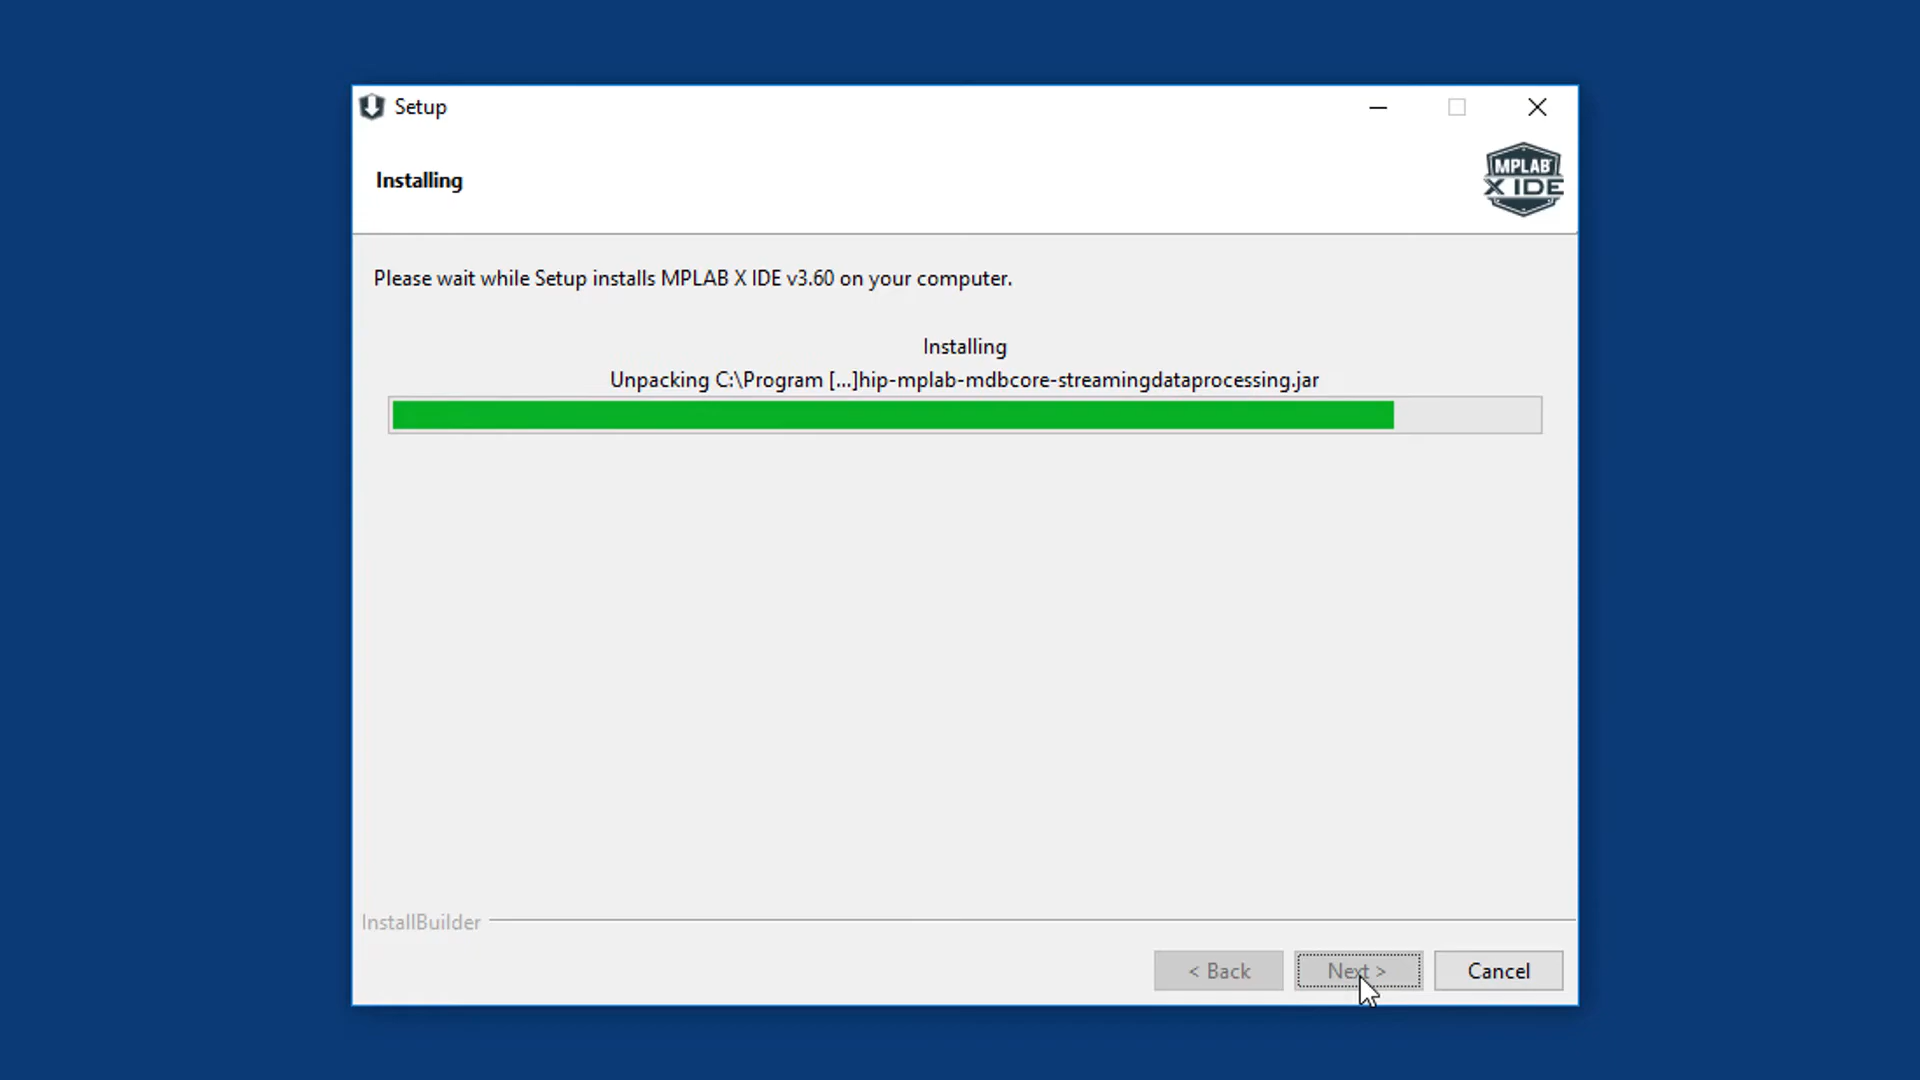 Setup
Installing
MPLAB
X IDE
Please wait while Setup installs MPLAB X IDE v3.60 on your computer.
Installing
Unpacking C:\Program [...]hip-mplab-mdbcore-streamingdataprocessing.jar
InstallBuilder
< Back
Next >
Cancel